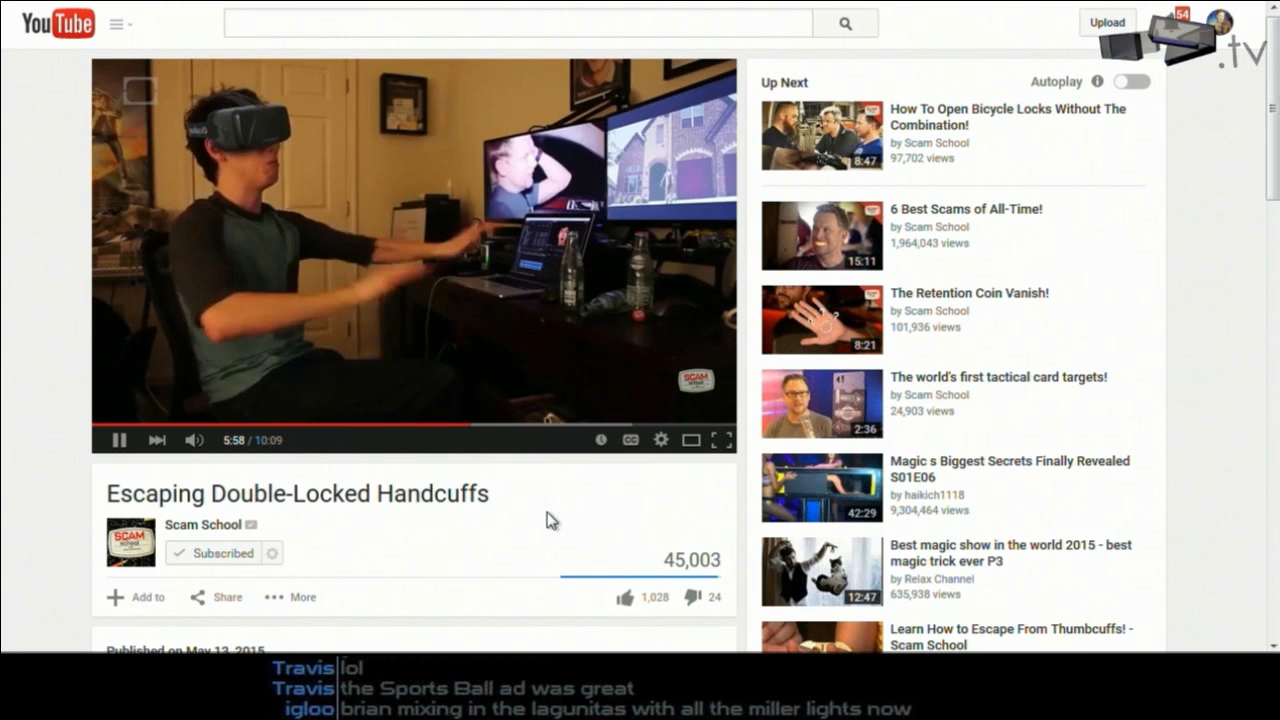 YouTube
Upload
54
.tv
SCAM
school
5:58 / 10:09
CC
Up Next
Autoplay
How To Open Bicycle Locks Without The
Combination!
by Scam School
97,702 views
8:47
6 Best Scams of All-Time!
by Scam School
1,964,043 views
15:11
The Retention Coin Vanish!
by Scam School
101,936 views
8:21
The world's first tactical card targets!
by Scam School
24,903 views
2:36
Magic s Biggest Secrets Finally Revealed
S01E06
by haikich1118
9,304,464 views
42:29
Best magic show in the world 2015 - best
magic trick ever P3
by Relax Channel
635,938 views
12:47
Learn How to Escape From Thumbcuffs! -
Scam School
Escaping Double-Locked Handcuffs
SCAM
school
Scam School
Subscribed
45,003
Add to
Share
More
1,028
24
Published on May 13, 2015
Travis lol
Travis the Sports Ball ad was great
igloo brian mixing in the lagunitas with all the miller lights now